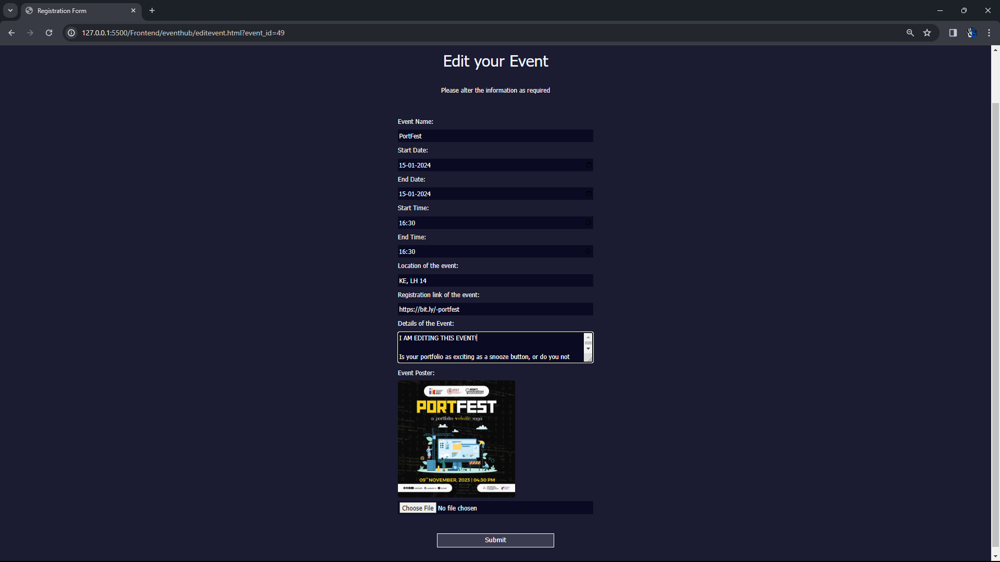 Registration Form
127.0.0.1:5500/Frontend/eventhub/editevent.html?event_id=49
Edit your Event
Please alter the information as required
Event Name:
PortFest
Start Date:
15-01-2024
End Date:
15-01-2024
Start Time:
16:30
End Time:
16:30
Location of the event:
KE, LH 14
Registration link of the event:
https://bit.ly/-portfest
Details of the Event:
I AM EDITING THIS EVENT!
Is your portfolio as exciting as a snooze button, or do you not
Event Poster:
RSET RSET innovation
PORTFEST
a portfolio website saga
09TH NOVEMBER, 2023 | 04:30 PM
Choose File No file chosen
Submit